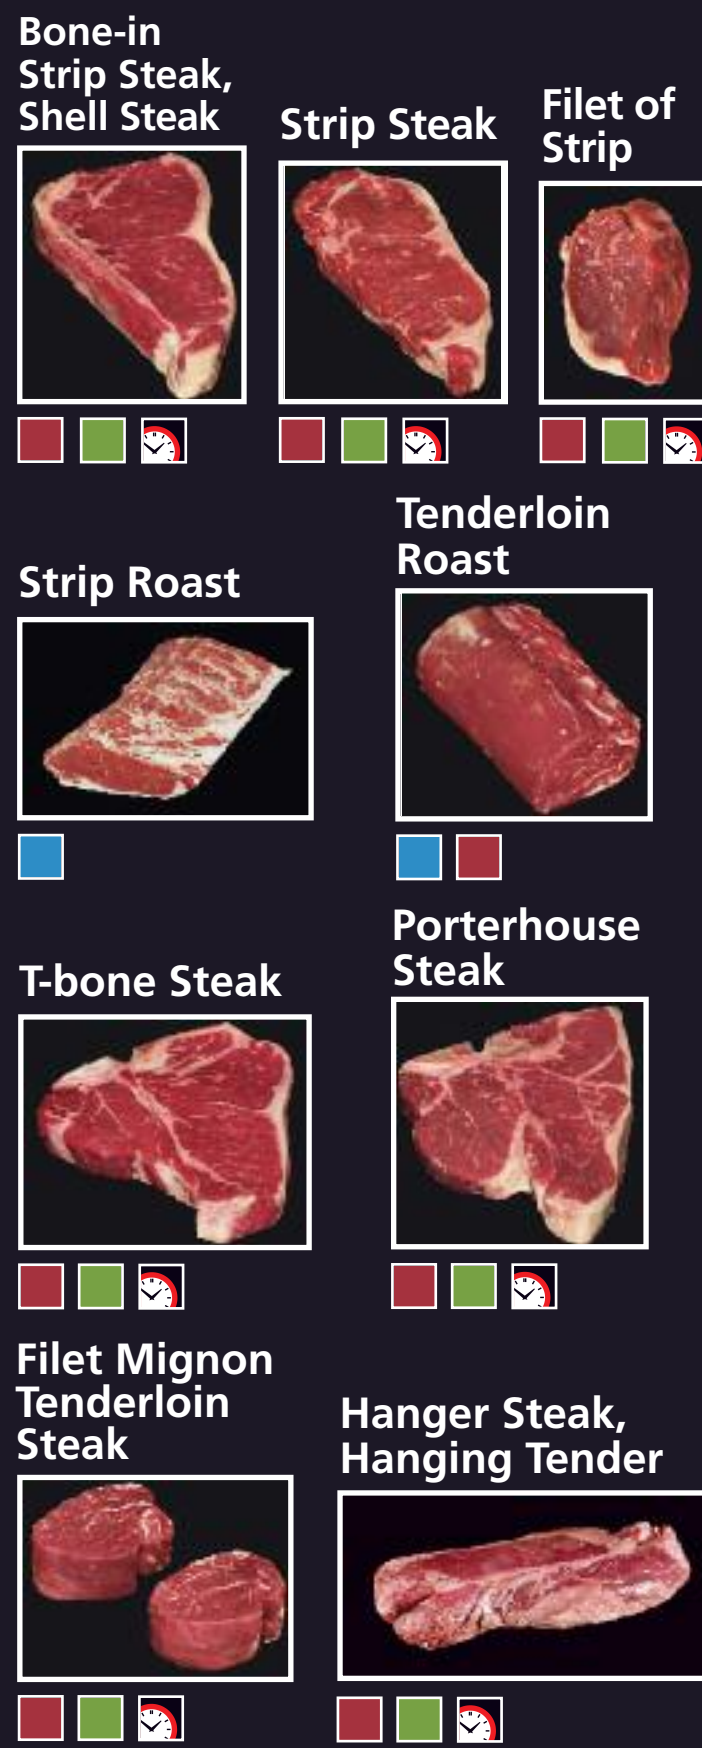 Bone-in
Strip Steak,
Shell Steak
Strip Steak
Filet of
Strip
Strip Roast
Tenderloin
Roast
T-bone Steak
Porterhouse
Steak
Filet Mignon
Tenderloin
Steak
Hanger Steak,
Hanging Tender